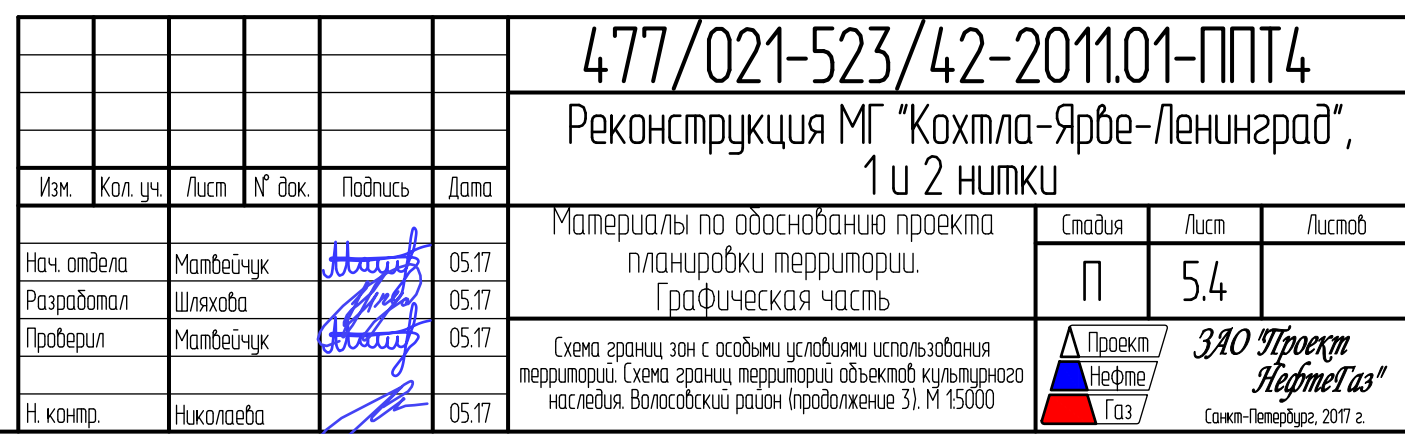 477/021-523/42-2011.01-ППТ4
Реконструкция МГ "Кохтла-Ярве-Ленинград",
1 и 2 нитки
Изм. Кол. уч. Лист N° док. Подпись Дата
Материалы по обоснованию проекта
планировки территории.
Графическая часть
Стадия Лист Листов
П 5.4
Нач. отдела Матвейчук 05.17
Разработал Шляхова 05.17
Проверил Матвейчук 05.17
Н. контр. Николаева 05.17
Схема границ зон с особыми условиями использования
территорий. Схема границ территорий объектов культурного
наследия. Волосовский район (продолжение 3). М 1:5000
Проект
Нефте
Газ
ЗАО "Проект
НефтеГаз"
Санкт-Петербург, 2017 г.